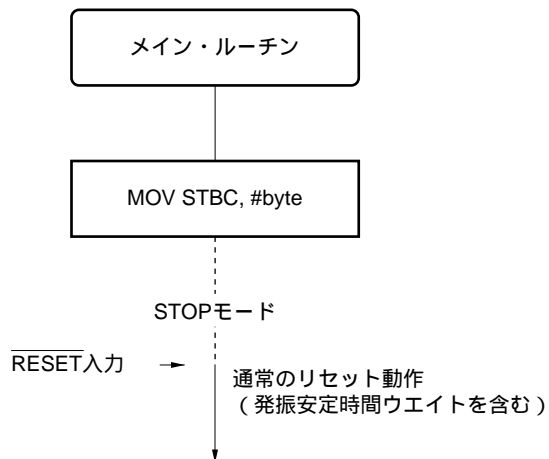 メイン・ルーチン
MOV STBC, #byte
STOPモード
RESET入力
通常のリセット動作
（発振安定時間ウエイトを含む）